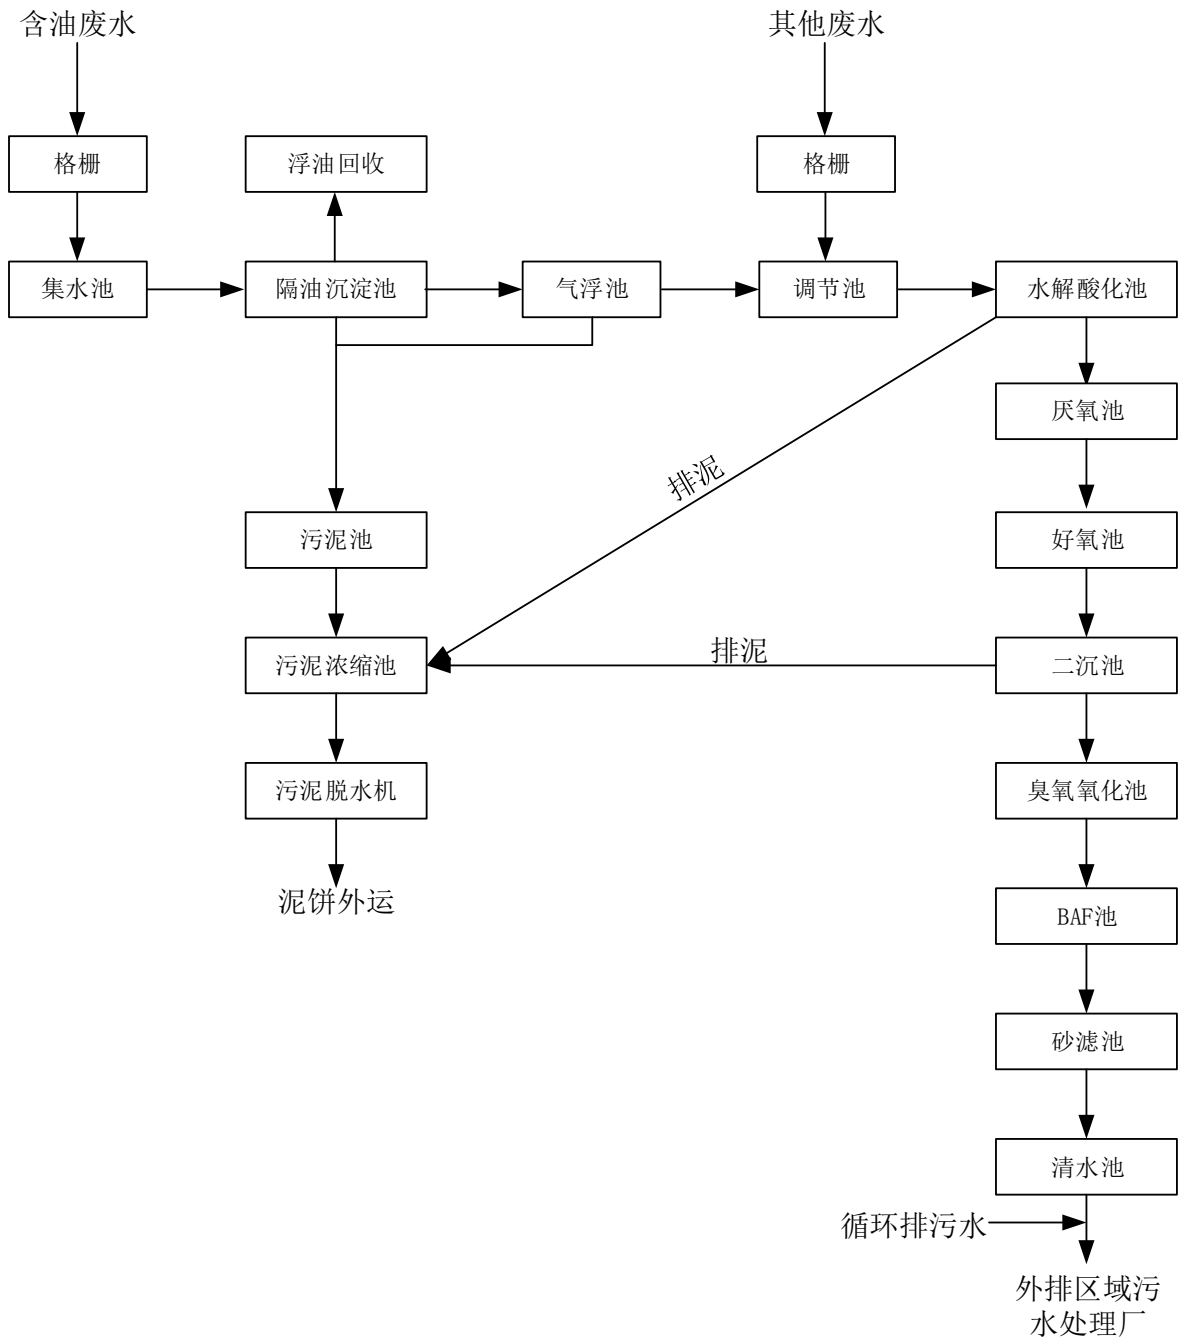 含油废水
其他废水
格栅
浮油回收
格栅
集水池
隔油沉淀池
气浮池
调节池
水解酸化池
厌氧池
排泥
污泥池
好氧池
排泥
污泥浓缩池
二沉池
污泥脱水机
臭氧氧化池
泥饼外运
BAF池
砂滤池
清水池
循环排污水
外排区域污
水处理厂